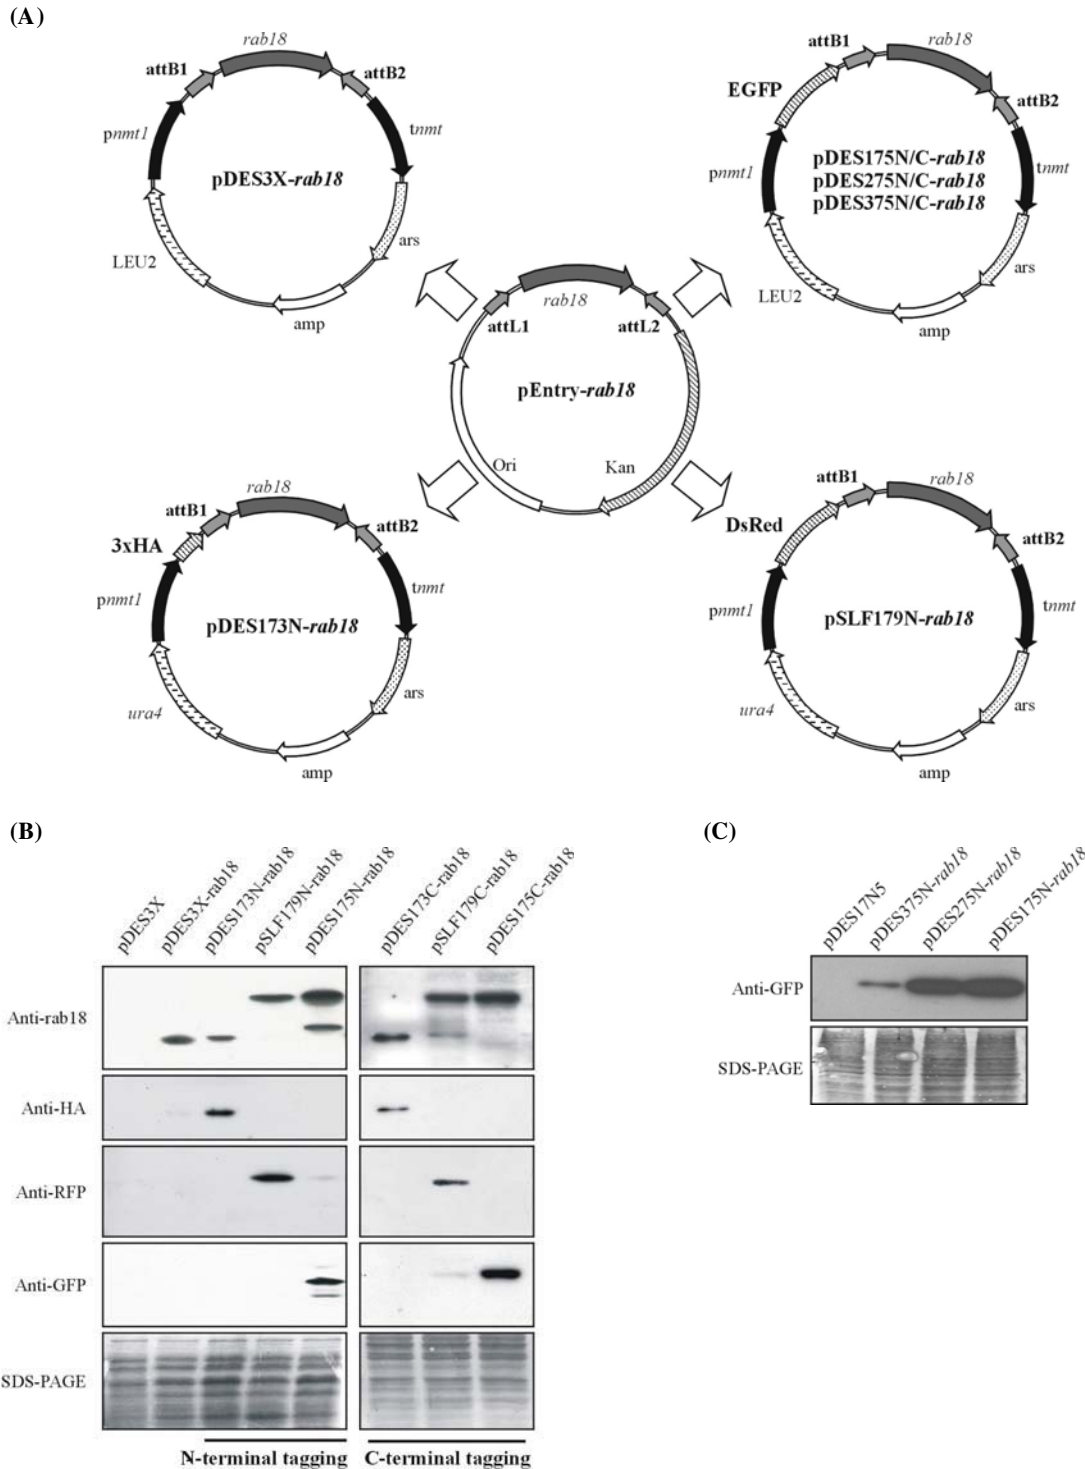 (A)
rab18
attB1
attB2
pnmt1
tnmt
pDES3X-rab18
LEU2
ars
amp
rab18
attB1
EGFP
attB2
pnmt1
tnmt
pDES175N/C-rab18
pDES275N/C-rab18
pDES375N/C-rab18
LEU2
ars
amp
rab18
attL1
attL2
pEntry-rab18
Ori
Kan
rab18
attB1
attB2
3xHA
pnmt1
tnmt
pDES173N-rab18
ura4
ars
amp
rab18
attB1
DsRed
attB2
pnmt1
tnmt
pSLF179N-rab18
ura4
ars
amp
(B)
pDES3X
pDES3X-rab18
pDES173N-rab18
pSLF179N-rab18
pDES175N-rab18
pDES173C-rab18
pSLF179C-rab18
pDES175C-rab18
Anti-rab18
Anti-HA
Anti-RFP
Anti-GFP
SDS-PAGE
N-terminal tagging
C-terminal tagging
(C)
pDES17N5
pDES375N-rab18
pDES275N-rab18
pDES175N-rab18
Anti-GFP
SDS-PAGE